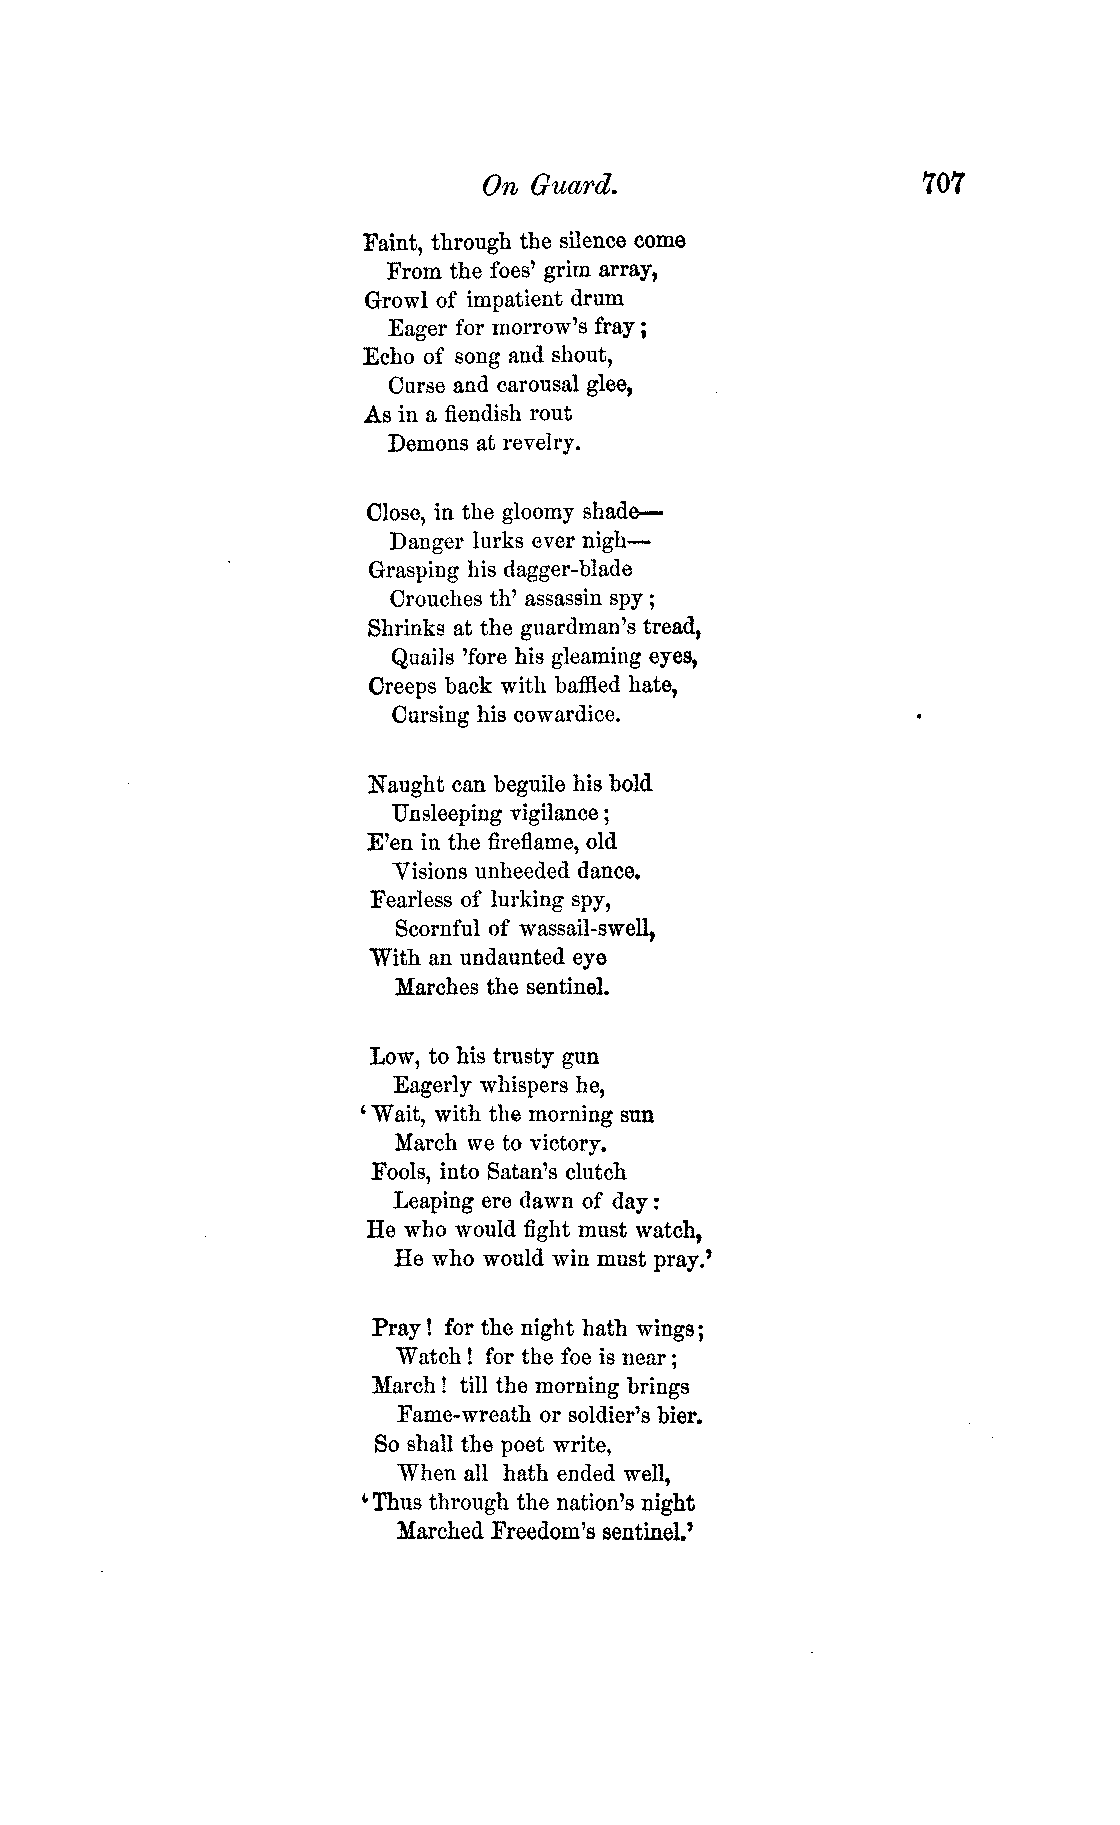 On Guard. 707
Faint, through the silence come
From the foes' grim array,
Growl of impatient drum
Eager for morrow's fray;
Echo of song and shout,
Curse and carousal glee,
As in a fiendish rout
Demons at revelry.
Close, in the gloomy shade—
Danger lurks ever nigh—
Grasping his dagger-blade
Crouches th' assassin spy;
Shrinks at the guardman's tread,
Quails 'fore his gleaming eyes,
Creeps back with baffled hate,
Cursing his cowardice.
Naught can beguile his bold
Unsleeping vigilance;
E'en in the fireflame, old
Visions unheeded dance.
Fearless of lurking spy,
Scornful of wassail-swell,
With an undaunted eye
Marches the sentinel.
Low, to his trusty gun
Eagerly whispers he,
'Wait, with the morning sun
March we to victory.
Fools, into Satan's clutch
Leaping ere dawn of day:
He who would fight must watch,
He who would win must pray.'
Pray! for the night hath wings;
Watch! for the foe is near;
March! till the morning brings
Fame-wreath or soldier's bier.
So shall the poet write,
When all hath ended well,
'Thus through the nation's night
Marched Freedom's sentinel.'